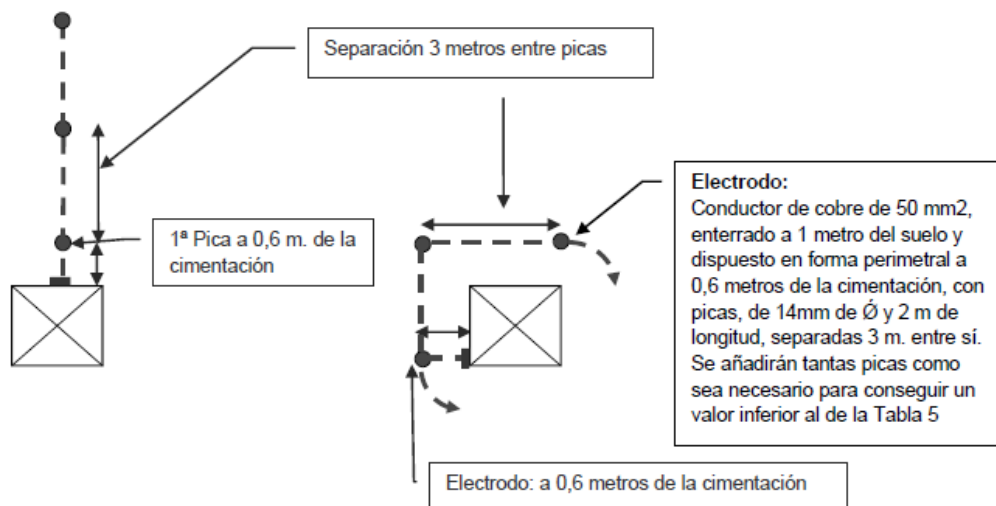 Separación 3 metros entre picas
1ª Pica a 0,6 m. de la
cimentación
Electrodo:
Conductor de cobre de 50 mm2,
enterrado a 1 metro del suelo y
dispuesto en forma perimetral a
0,6 metros de la cimentación, con
picas, de 14mm de Ǿ y 2 m de
longitud, separadas 3 m. entre sí.
Se añadirán tantas picas como
sea necesario para conseguir un
valor inferior al de la Tabla 5
Electrodo: a 0,6 metros de la cimentación